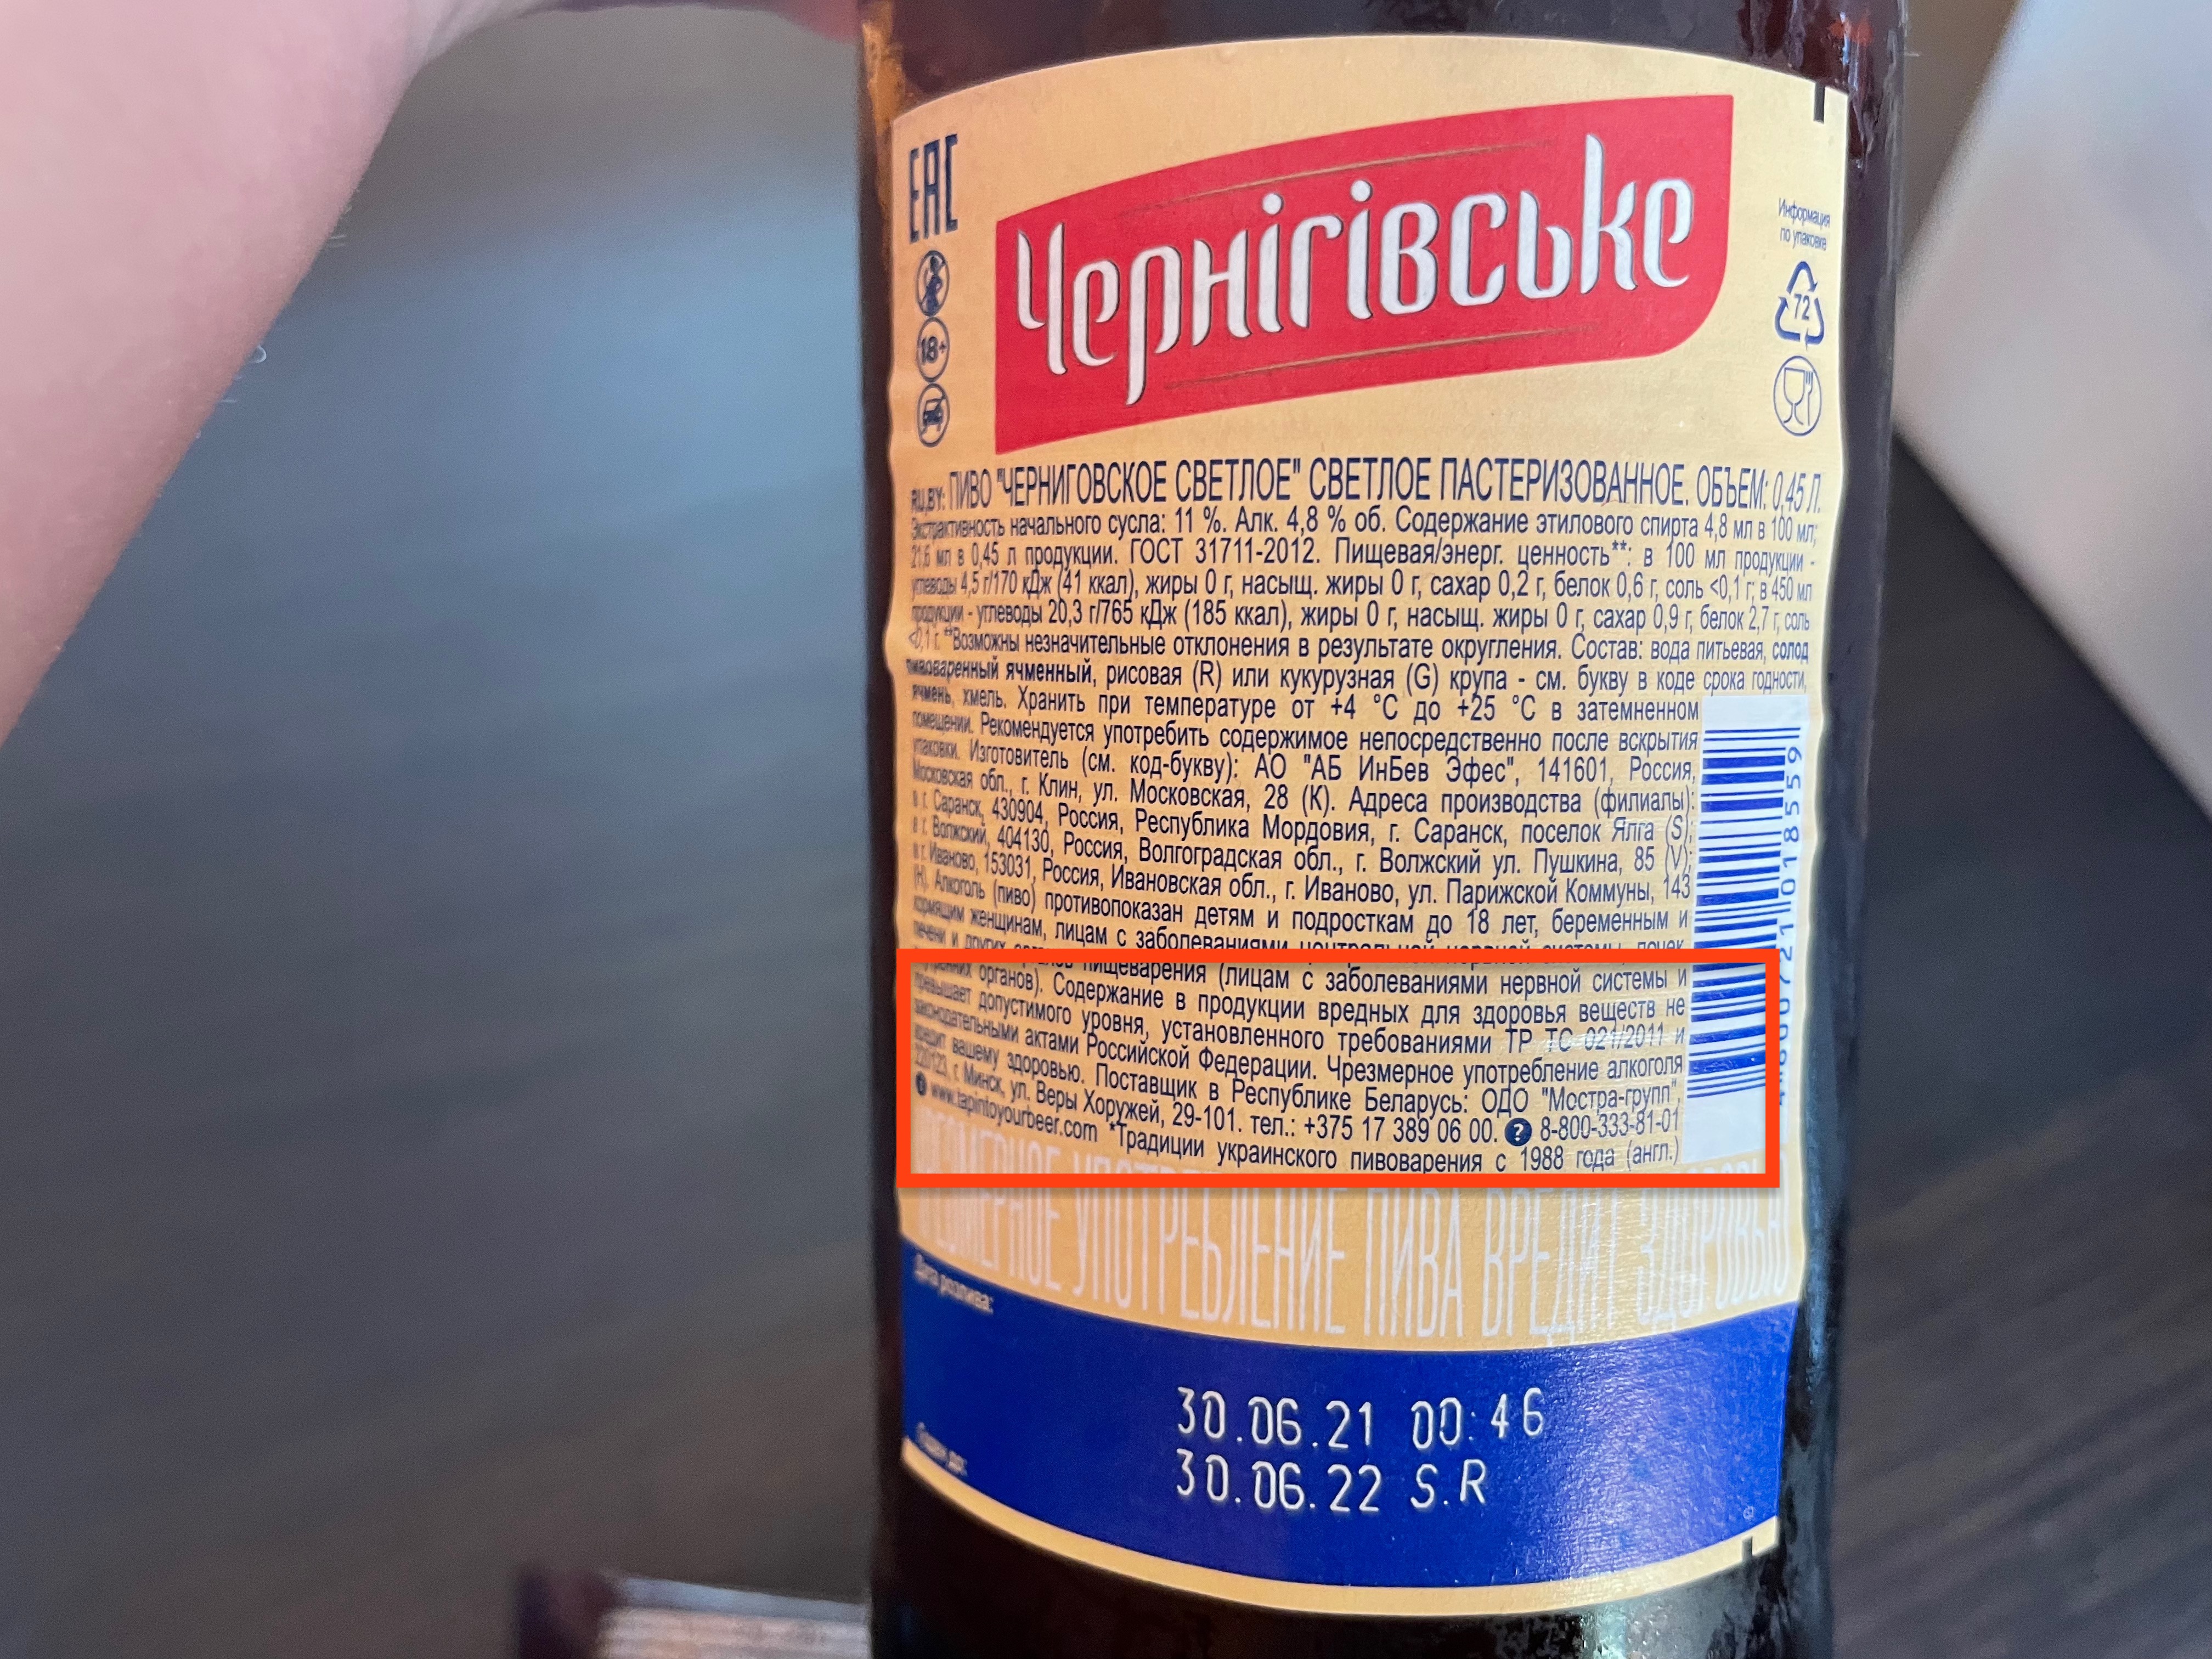 ЕАС
Чернігівське
Информация
по упаковке
18+
72
RU,BY: ПИВО "ЧЕРНИГОВСКОЕ СВЕТЛОЕ" СВЕТЛОЕ ПАСТЕРИЗОВАННОЕ. ОБЪЕМ: 0,45 Л.
Экстрактивность начального сусла: 11 %. Алк. 4,8 % об. Содержание этилового спирта 4,8 мл в 100 мл;
21,6 мл в 0,45 л продукции. ГОСТ 31711-2012. Пищевая/энерг. ценность**: в 100 мл продукции -
углеводы 4,5 г/170 кДж (41 ккал), жиры 0 г, насыщ. жиры 0 г, сахар 0,2 г, белок 0,6 г, соль <0,1 г; в 450 мл
продукции - углеводы 20,3 г/765 кДж (185 ккал), жиры 0 г, насыщ. жиры 0 г, сахар 0,9 г, белок 2,7 г, соль
<0,1 г. **Возможны незначительные отклонения в результате округления. Состав: вода питьевая, солод
пивоваренный ячменный, рисовая (R) или кукурузная (G) крупа - см. букву в коде срока годности,
ячмень, хмель. Хранить при температуре от +4 °C до +25 °C в затемненном
помещении. Рекомендуется употребить содержимое непосредственно после вскрытия
упаковки. Изготовитель (см. код-букву): АО "АБ ИнБев Эфес", 141601, Россия,
Московская обл., г. Клин, ул. Московская, 28 (К). Адреса производства (филиалы):
в г. Саранск, 430904, Россия, Республика Мордовия, г. Саранск, поселок Ялга (S);
в г. Волжский, 404130, Россия, Волгоградская обл., г. Волжский ул. Пушкина, 85 (V);
в г. Иваново, 153031, Россия, Ивановская обл., г. Иваново, ул. Парижской Коммуны, 143
(H). Алкоголь (пиво) противопоказан детям и подросткам до 18 лет, беременным и
кормящим женщинам, лицам с заболеваниями центральной нервной системы, почек,
печени и других органов пищеварения (лицам с заболеваниями нервной системы и
внутренних органов). Содержание в продукции вредных для здоровья веществ не
превышает допустимого уровня, установленного требованиями ТР ТС 021/2011 и
законодательными актами Российской Федерации. Чрезмерное употребление алкоголя
вредит вашему здоровью. Поставщик в Республике Беларусь: ОДО "Мостра-групп",
220123, г. Минск, ул. Веры Хоружей, 29-101. тел.: +375 17 389 06 00. ? 8-800-333-81-01
www.tapintoyourbeer.com *Традиции украинского пивоварения с 1988 года (англ.)
ЧРЕЗМЕРНОЕ УПОТРЕБЛЕНИЕ ПИВА ВРЕДИТ ЗДОРОВЬЮ
Дата розлива:
30.06.21 00:46
Годен до:
30.06.22 S.R